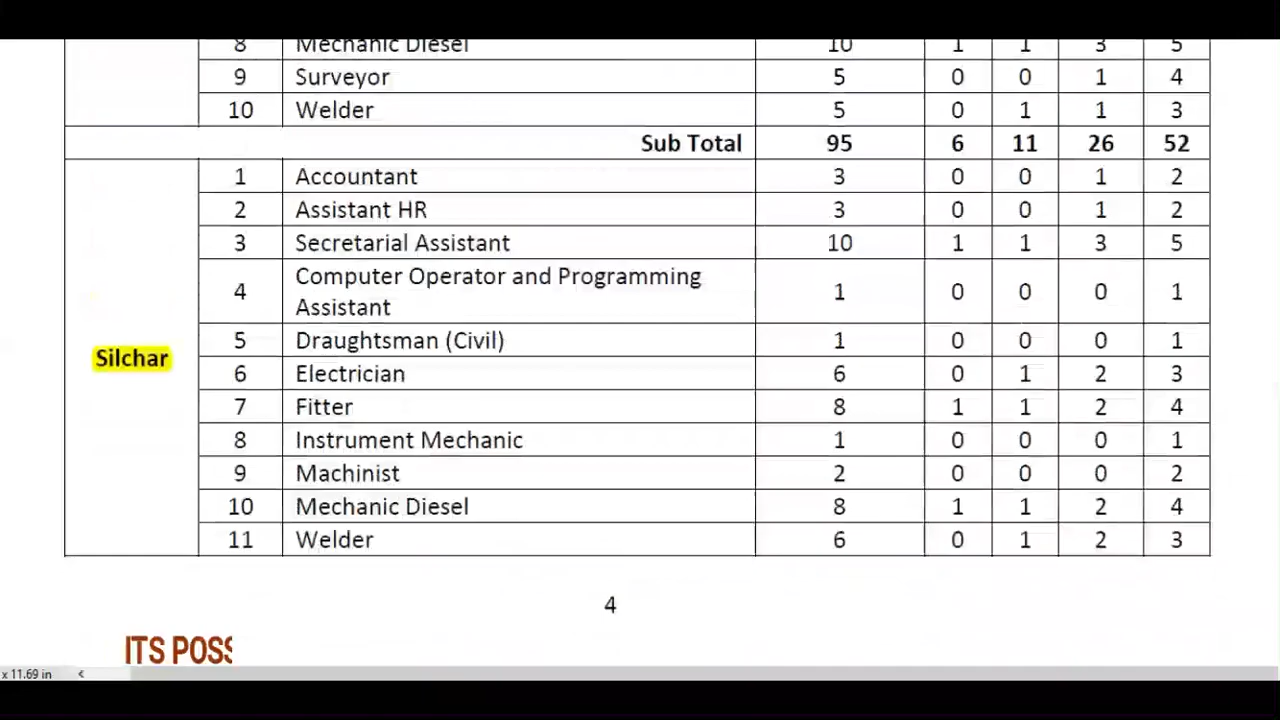 8 Mechanic Diesel 10 1 1 3 5
9 Surveyor 5 0 0 1 4
10 Welder 5 0 1 1 3
Sub Total 95 6 11 26 52
Silchar
1 Accountant 3 0 0 1 2
2 Assistant HR 3 0 0 1 2
3 Secretarial Assistant 10 1 1 3 5
4 Computer Operator and Programming
Assistant 1 0 0 0 1
5 Draughtsman (Civil) 1 0 0 0 1
6 Electrician 6 0 1 2 3
7 Fitter 8 1 1 2 4
8 Instrument Mechanic 1 0 0 0 1
9 Machinist 2 0 0 0 2
10 Mechanic Diesel 8 1 1 2 4
11 Welder 6 0 1 2 3
4
ITS POSS
x 11.69 in